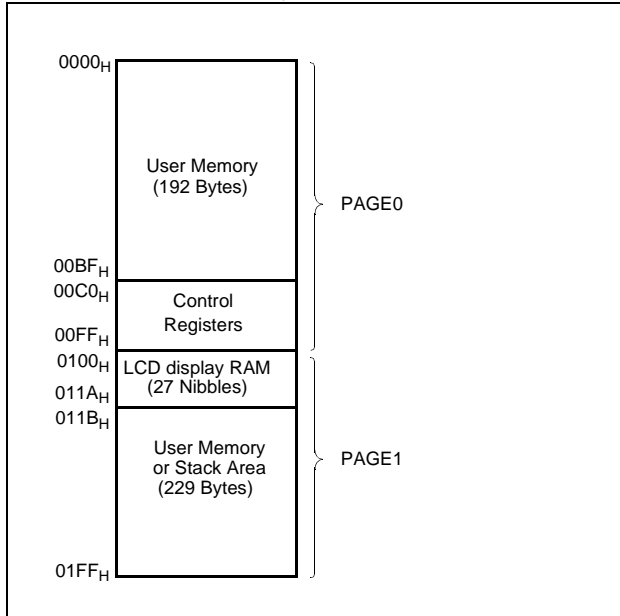 0000H
User Memory
(192 Bytes)
PAGE0
00BFH
00C0H
Control
Registers
00FFH
0100H
LCD display RAM
(27 Nibbles)
011AH
011BH
User Memory
or Stack Area
(229 Bytes)
PAGE1
01FFH